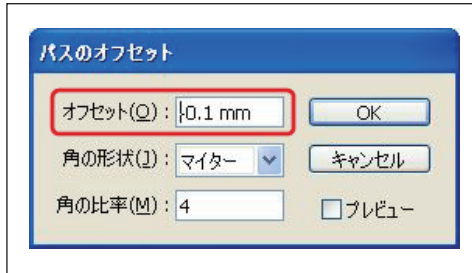 パスのオフセット
オフセット(O): -0.1 mm OK
角の形状(J): マイター キャンセル
角の比率(M): 4 プレビュー